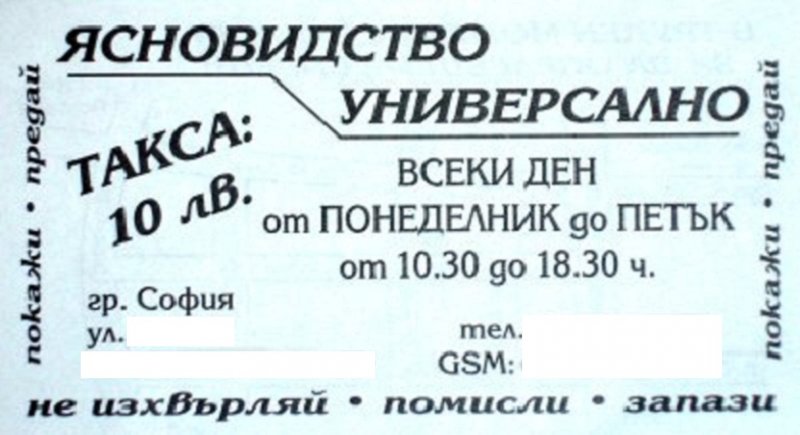 ЯСНОВИДСТВО
УНИВЕРСАЛНО
ТАКСА:
10 лв.
ВСЕКИ ДЕН
от ПОНЕДЕЛНИК до ПЕТЪК
от 10.30 до 18.30 ч.
гр. София
ул.
тел.
GSM:
покажи • предай
покажи • предай
не изхвърляй • помисли • запази